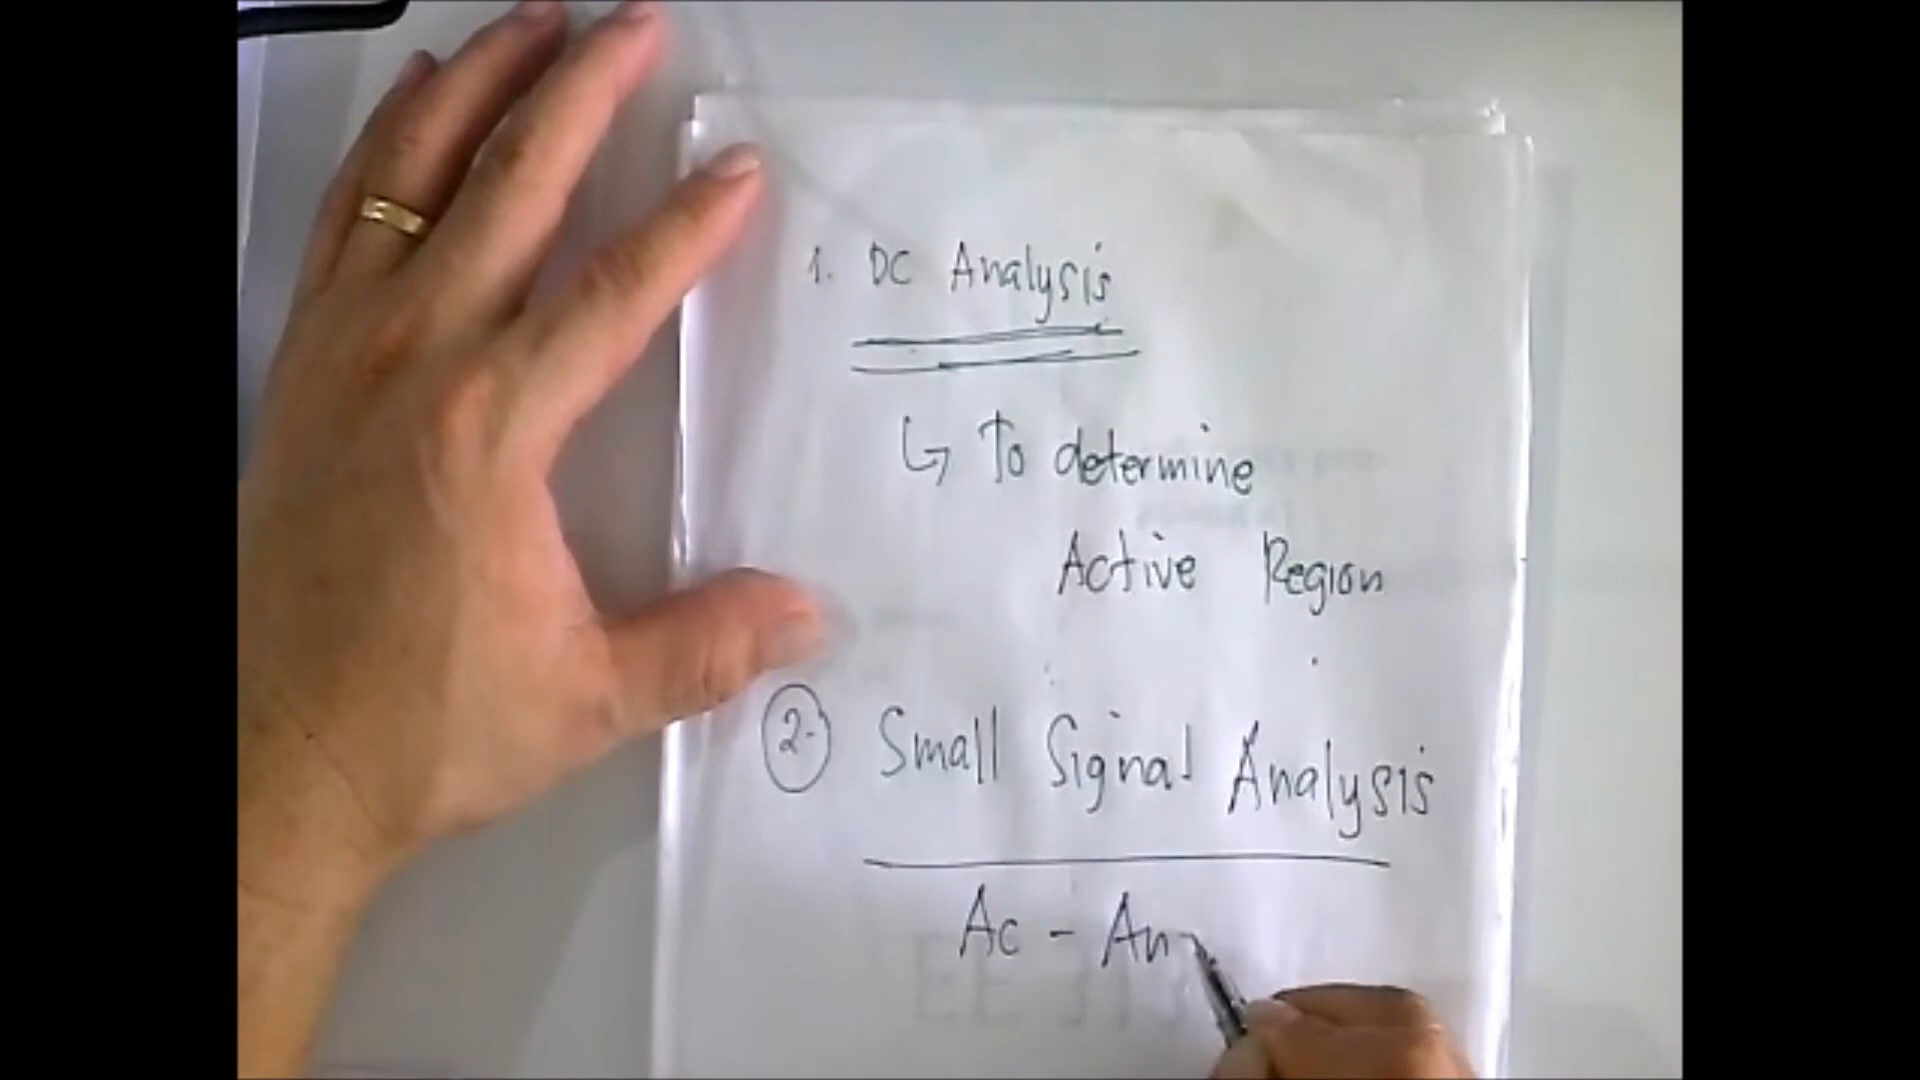 1. DC Analysis
↳ To determine
Active Region
2. Small Signal Analysis
Ac - An